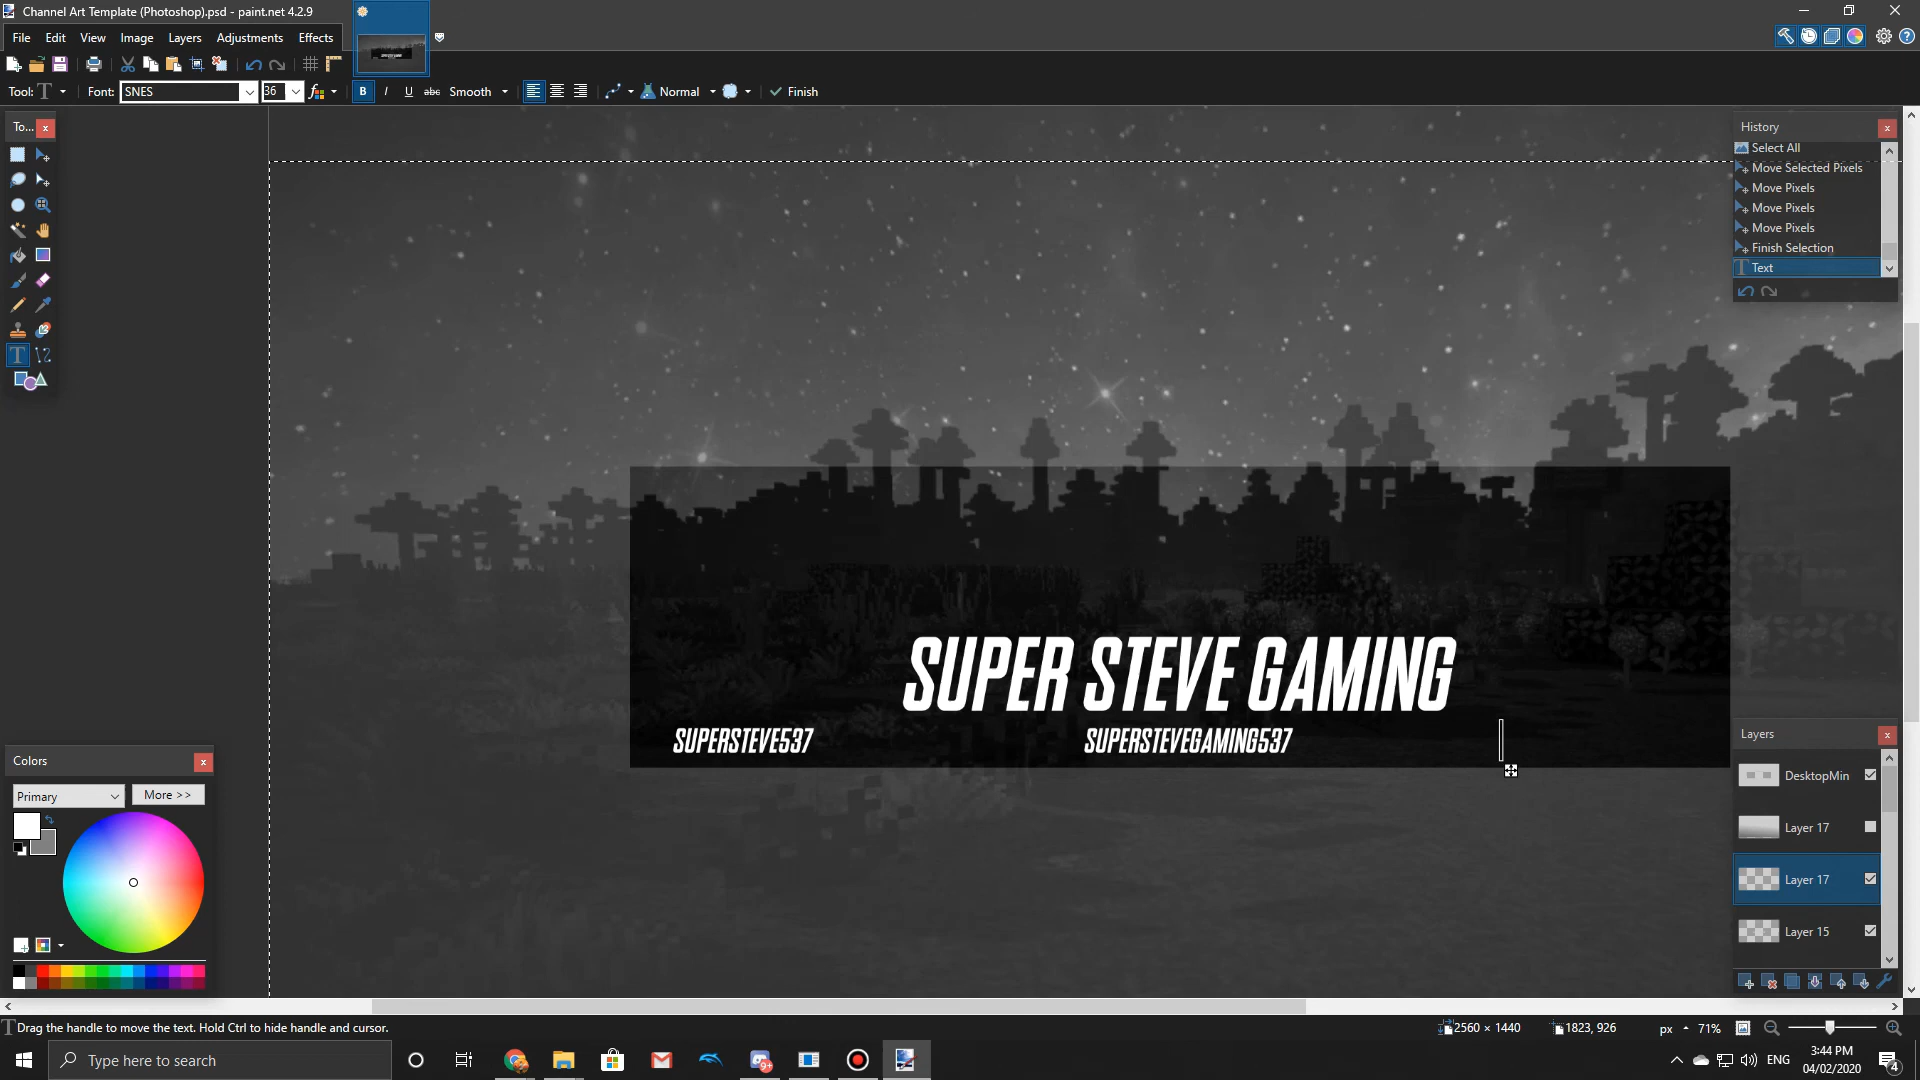 Channel Art Template (Photoshop).psd - paint.net 4.2.9
File Edit View Image Layers Adjustments Effects
Tool: T Font: SNES 36 fx B I U abc Smooth Normal Finish
To...
History
Select All
Move Selected Pixels
Move Pixels
Move Pixels
Move Pixels
Finish Selection
Text
SUPER STEVE GAMING
SUPERSTEVE537 SUPERSTEVEGAMING537
Colors
Primary More >>
Layers
DesktopMin
Layer 17
Layer 17
Layer 15
Drag the handle to move the text. Hold Ctrl to hide handle and cursor. 2560 × 1440 1823, 926 px 71%
Type here to search 9+ ENG 3:44 PM
04/02/2020 4